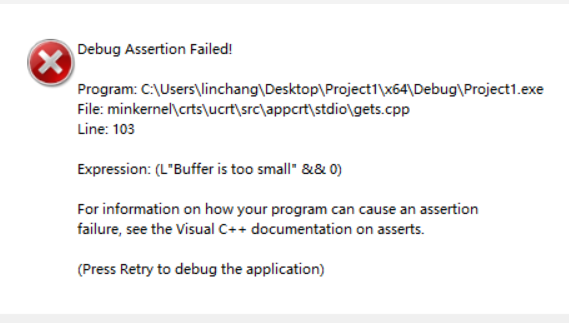 Debug Assertion Failed!
Program: C:\Users\linchang\Desktop\Project1\x64\Debug\Project1.exe
File: minkernel\crts\ucrt\src\appcrt\stdio\gets.cpp
Line: 103
Expression: (L"Buffer is too small" && 0)
For information on how your program can cause an assertion
failure, see the Visual C++ documentation on asserts.
(Press Retry to debug the application)